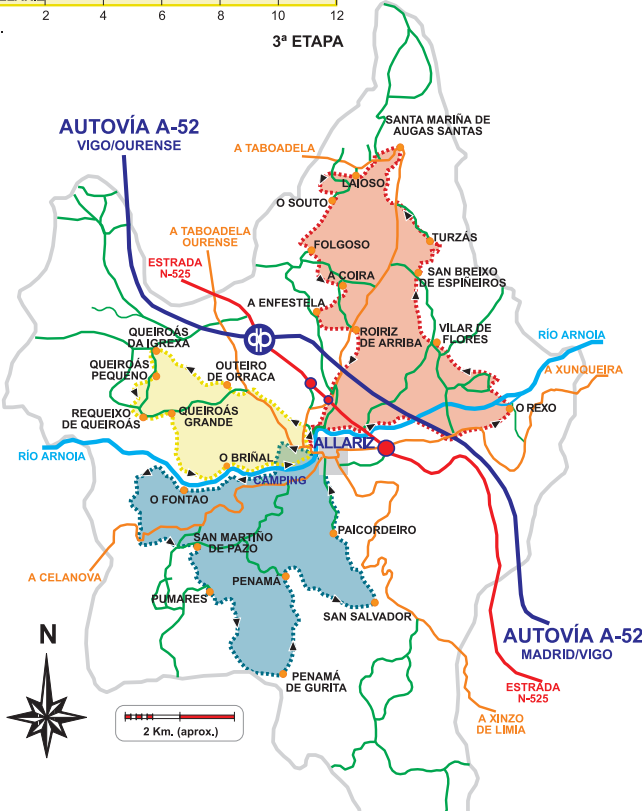 2 4 6 8 10 12
3ª ETAPA
SANTA MARIÑA DE
AUGAS SANTAS
AUTOVÍA A-52
VIGO/OURENSE
A TABOADELA
LAIOSO
O SOUTO
A TABOADELA
OURENSE
TURZÁS
FOLGOSO
ESTRADA
N-525
A COIRA
SAN BREIXO
DE ESPIÑEIROS
A ENFESTELA
QUEIROÁS
DA IGREXA
ROIRIZ
DE ARRIBA
VILAR DE
FLORES
RÍO ARNOIA
QUEIROÁS
PEQUENO
OUTEIRO
DE ORRACA
A XUNQUEIRA
REQUEIXO
DE QUEIROÁS
QUEIROÁS
GRANDE
O REXO
ALLARIZ
RÍO ARNOIA
O BRIÑAL
CÁMPING
O FONTAO
PAICORDEIRO
SAN MARTIÑO
DE PAZO
A CELANOVA
PENAMÁ
PUMARES
SAN SALVADOR
N
AUTOVÍA A-52
MADRID/VIGO
PENAMÁ
DE GURITA
ESTRADA
N-525
A XINZO
DE LIMIA
2 Km. (aprox.)